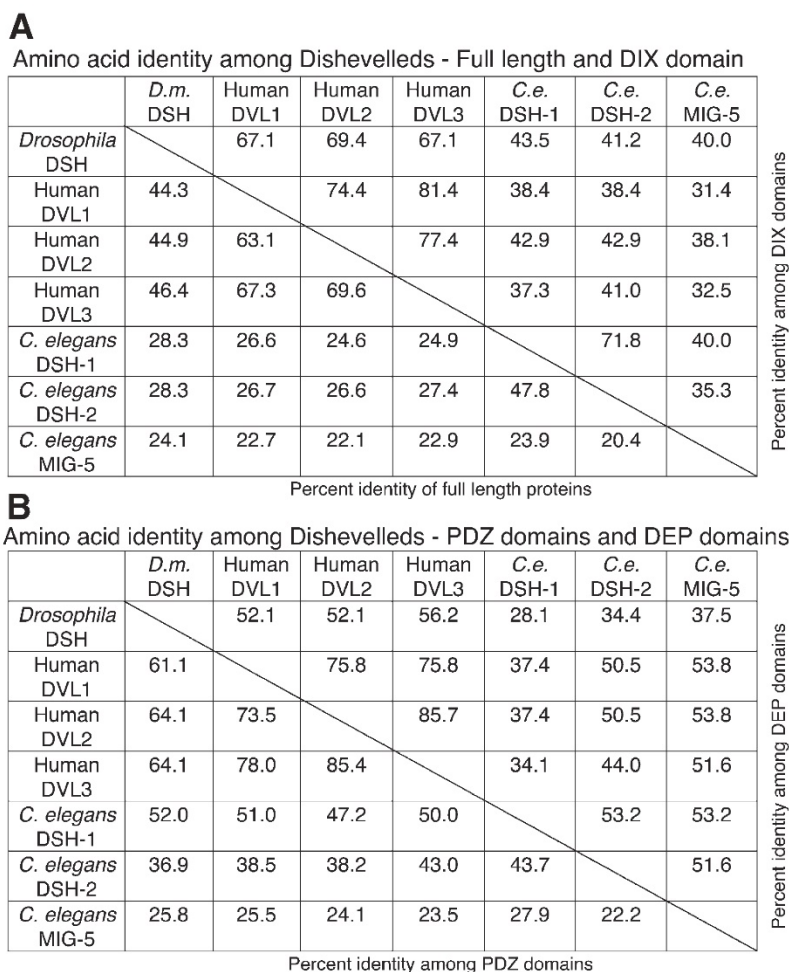 A
Amino acid identity among Dishevelleds - Full length and DIX domain
D.m. DSH Human DVL1 Human DVL2 Human DVL3 C.e. DSH-1 C.e. DSH-2 C.e. MIG-5
Drosophila DSH 67.1 69.4 67.1 43.5 41.2 40.0
Human DVL1 44.3 74.4 81.4 38.4 38.4 31.4
Human DVL2 44.9 63.1 77.4 42.9 42.9 38.1
Human DVL3 46.4 67.3 69.6 37.3 41.0 32.5
C. elegans DSH-1 28.3 26.6 24.6 24.9 71.8 40.0
C. elegans DSH-2 28.3 26.7 26.6 27.4 47.8 35.3
C. elegans MIG-5 24.1 22.7 22.1 22.9 23.9 20.4
Percent identity among DIX domains
Percent identity of full length proteins
B
Amino acid identity among Dishevelleds - PDZ domains and DEP domains
D.m. DSH Human DVL1 Human DVL2 Human DVL3 C.e. DSH-1 C.e. DSH-2 C.e. MIG-5
Drosophila DSH 52.1 52.1 56.2 28.1 34.4 37.5
Human DVL1 61.1 75.8 75.8 37.4 50.5 53.8
Human DVL2 64.1 73.5 85.7 37.4 50.5 53.8
Human DVL3 64.1 78.0 85.4 34.1 44.0 51.6
C. elegans DSH-1 52.0 51.0 47.2 50.0 53.2 53.2
C. elegans DSH-2 36.9 38.5 38.2 43.0 43.7 51.6
C. elegans MIG-5 25.8 25.5 24.1 23.5 27.9 22.2
Percent identity among DEP domains
Percent identity among PDZ domains